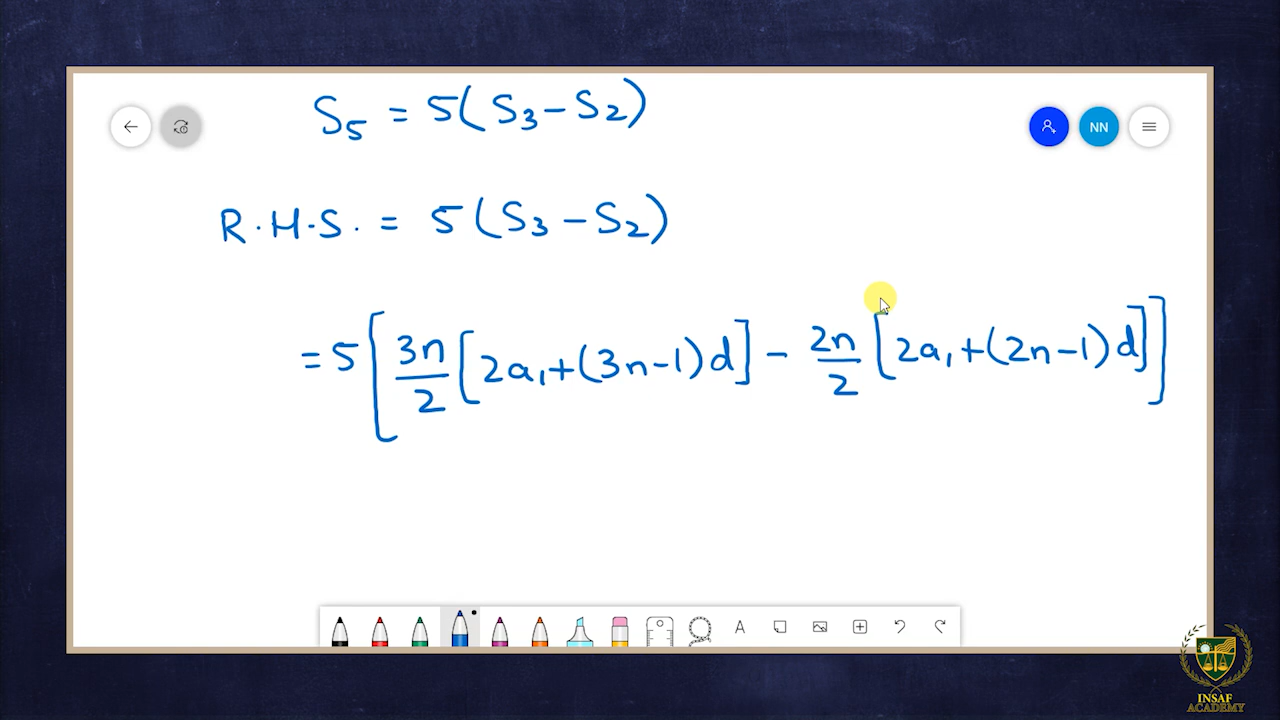 S₅ = 5(S₃ - S₂)
NN
R.H.S. = 5(S₃ - S₂)
= 5[3n/2[2a₁+(3n-1)d] - 2n/2[2a₁+(2n-1)d]]
A
INSAF
ACADEMY